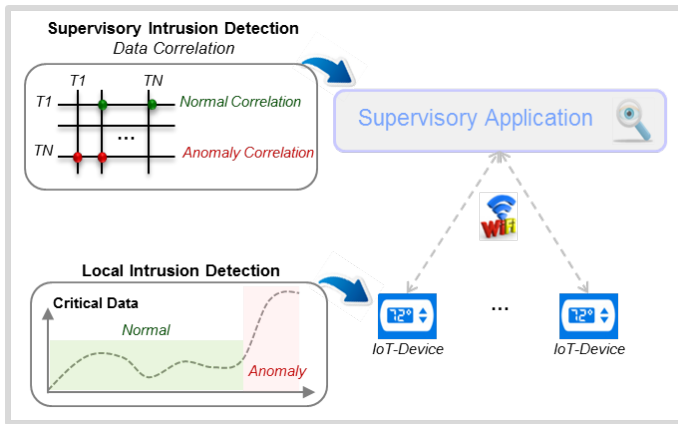 Supervisory Intrusion Detection
Data Correlation
T1 TN
T1 Normal Correlation
...
TN Anomaly Correlation
Supervisory Application
WiFi
Local Intrusion Detection
Critical Data
Normal
Anomaly
72° ... 72°
IoT-Device IoT-Device